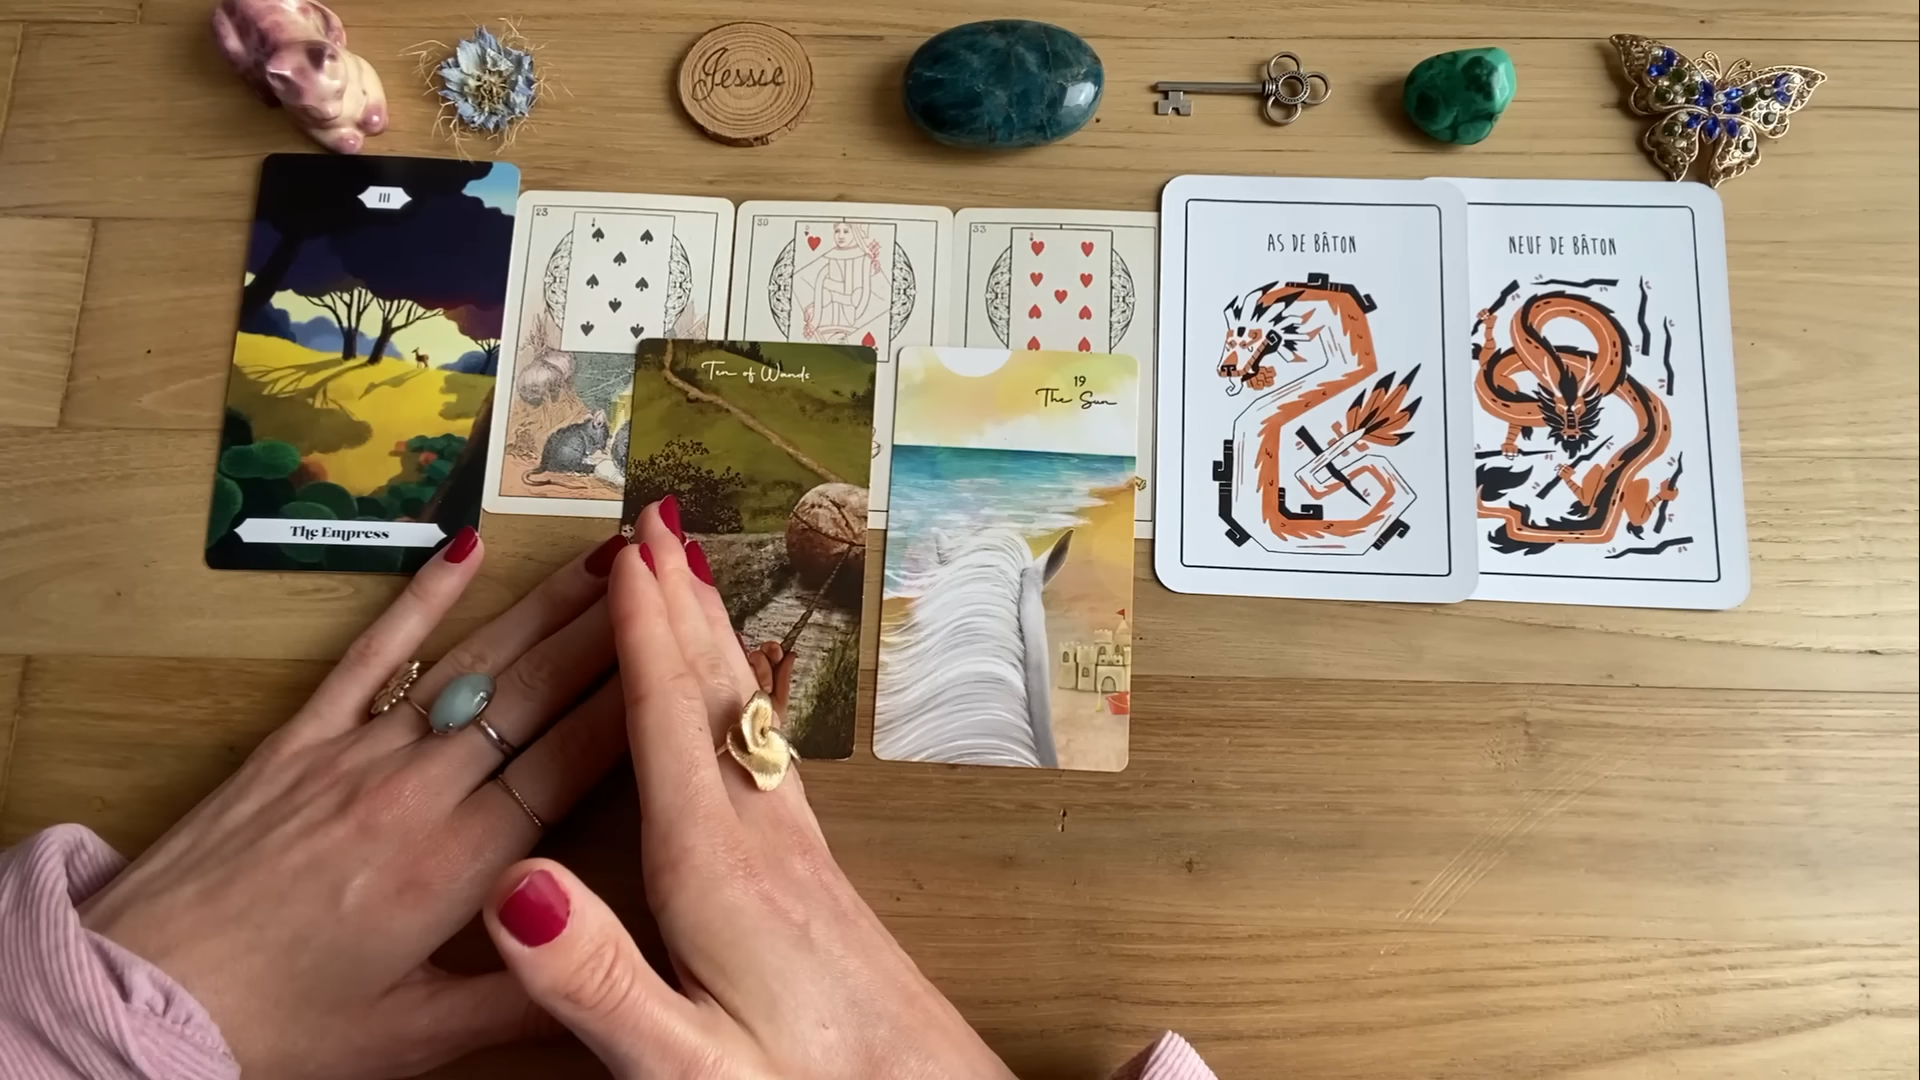 Jessie
III
The Empress
23
30
33
Ten of Wands
19
The Sun
AS DE BÂTON
NEUF DE BÂTON